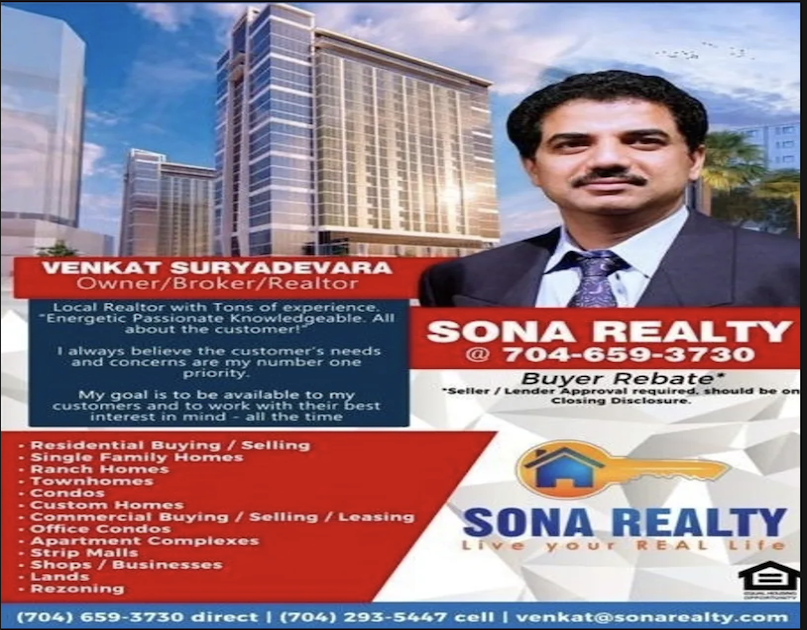 VENKAT SURYADEVARA
Owner/Broker/Realtor
Local Realtor with Tons of experience.
"Energetic Passionate Knowledgeable. All
about the customer!"
I always believe the customer's needs
and concerns are my number one
priority.
My goal is to be available to my
customers and to work with their best
interest in mind - all the time
SONA REALTY
@ 704-659-3730
Buyer Rebate*
*Seller / Lender Approval required, should be on
Closing Disclosure.
• Residential Buying / Selling
• Single Family Homes
• Ranch Homes
• Townhomes
• Condos
• Custom Homes
• Commercial Buying / Selling / Leasing
• Office Condos
• Apartment Complexes
• Strip Malls
• Shops / Businesses
• Lands
• Rezoning
SONA REALTY
Live your REAL Life
EQUAL HOUSING
OPPORTUNITY
(704) 659-3730 direct | (704) 293-5447 cell | venkat@sonarealty.com